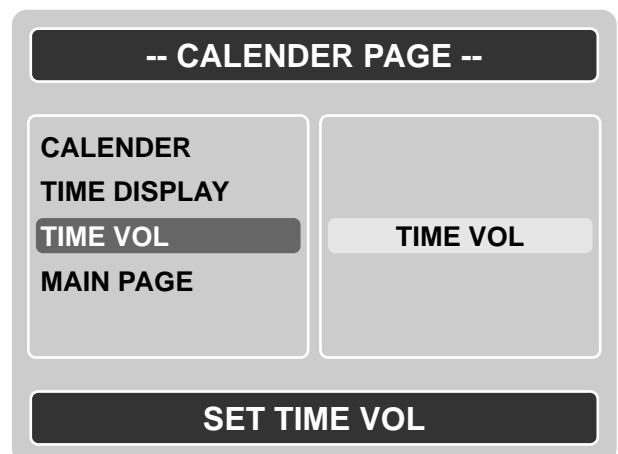 -- CALENDER PAGE --
CALENDER
TIME DISPLAY
TIME VOL
MAIN PAGE
TIME VOL
SET TIME VOL